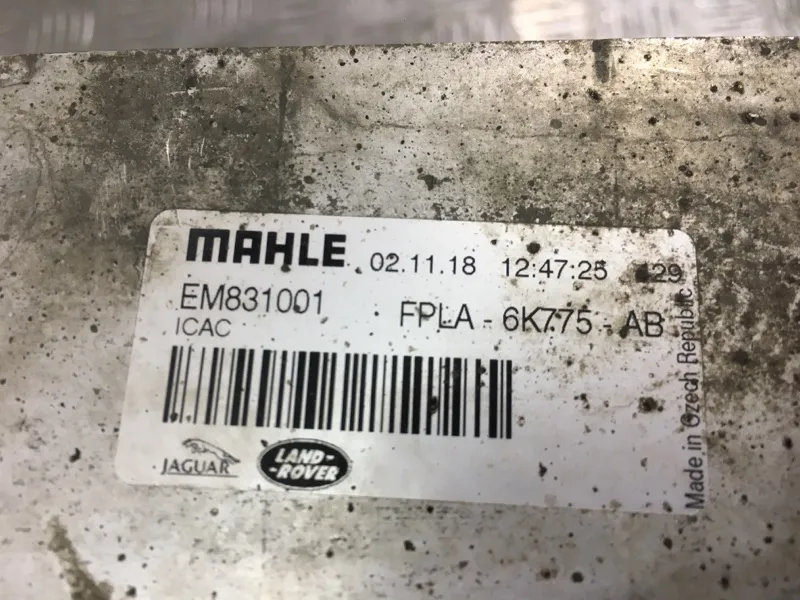 MAHLE 02.11.18 12:47:25 29
EM831001 FPLA - 6K775 - AB
ICAC
JAGUAR LAND-
-ROVER
Made in Czech Republic